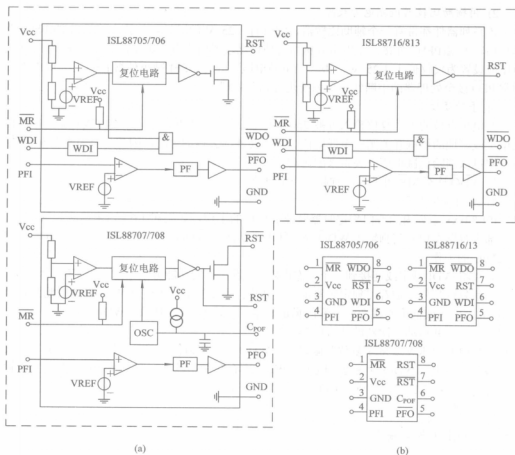 ISL88705/706
Vcc
RST
复位电路
VREF
Vcc
MR
&
WDI
WDI
WDO
PFI
PF
PFO
VREF
GND
ISL88716/813
Vcc
RST
复位电路
VREF
Vcc
MR
&
WDI
WDI
WDO
PFI
PF
PFO
VREF
GND
ISL88707/708
Vcc
RST
复位电路
RST
VREF
Vcc
MR
OSC
CPOF
PFI
PF
PFO
VREF
GND
ISL88705/706
1 MR WDO 8
2 Vcc RST 7
3 GND WDI 6
4 PFI PFO 5
ISL88716/13
1 MR WDO 8
2 Vcc RST 7
3 GND WDI 6
4 PFI PFO 5
ISL88707/708
1 MR RST 8
2 Vcc RST 7
3 GND CPOF 6
4 PFI PFO 5
(a)
(b)